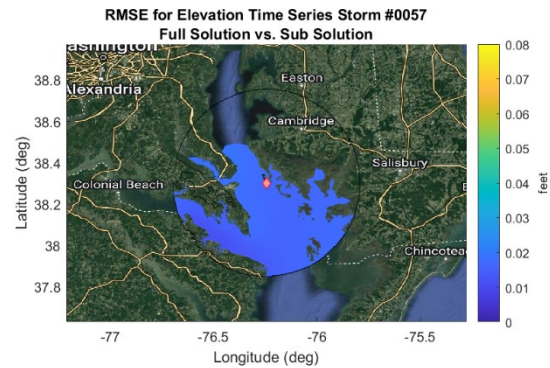 RMSE for Elevation Time Series Storm #0057
Full Solution vs. Sub Solution
Easton
Alexandria
Cambridge
Salisbury
Colonial Beach
38.8
38.6
38.4
38.2
38
37.8
Latitude (deg)
-77
-76.5
-76
-75.5
Longitude (deg)
0.08
0.07
0.06
0.05
0.04
0.03
0.02
0.01
0
feet